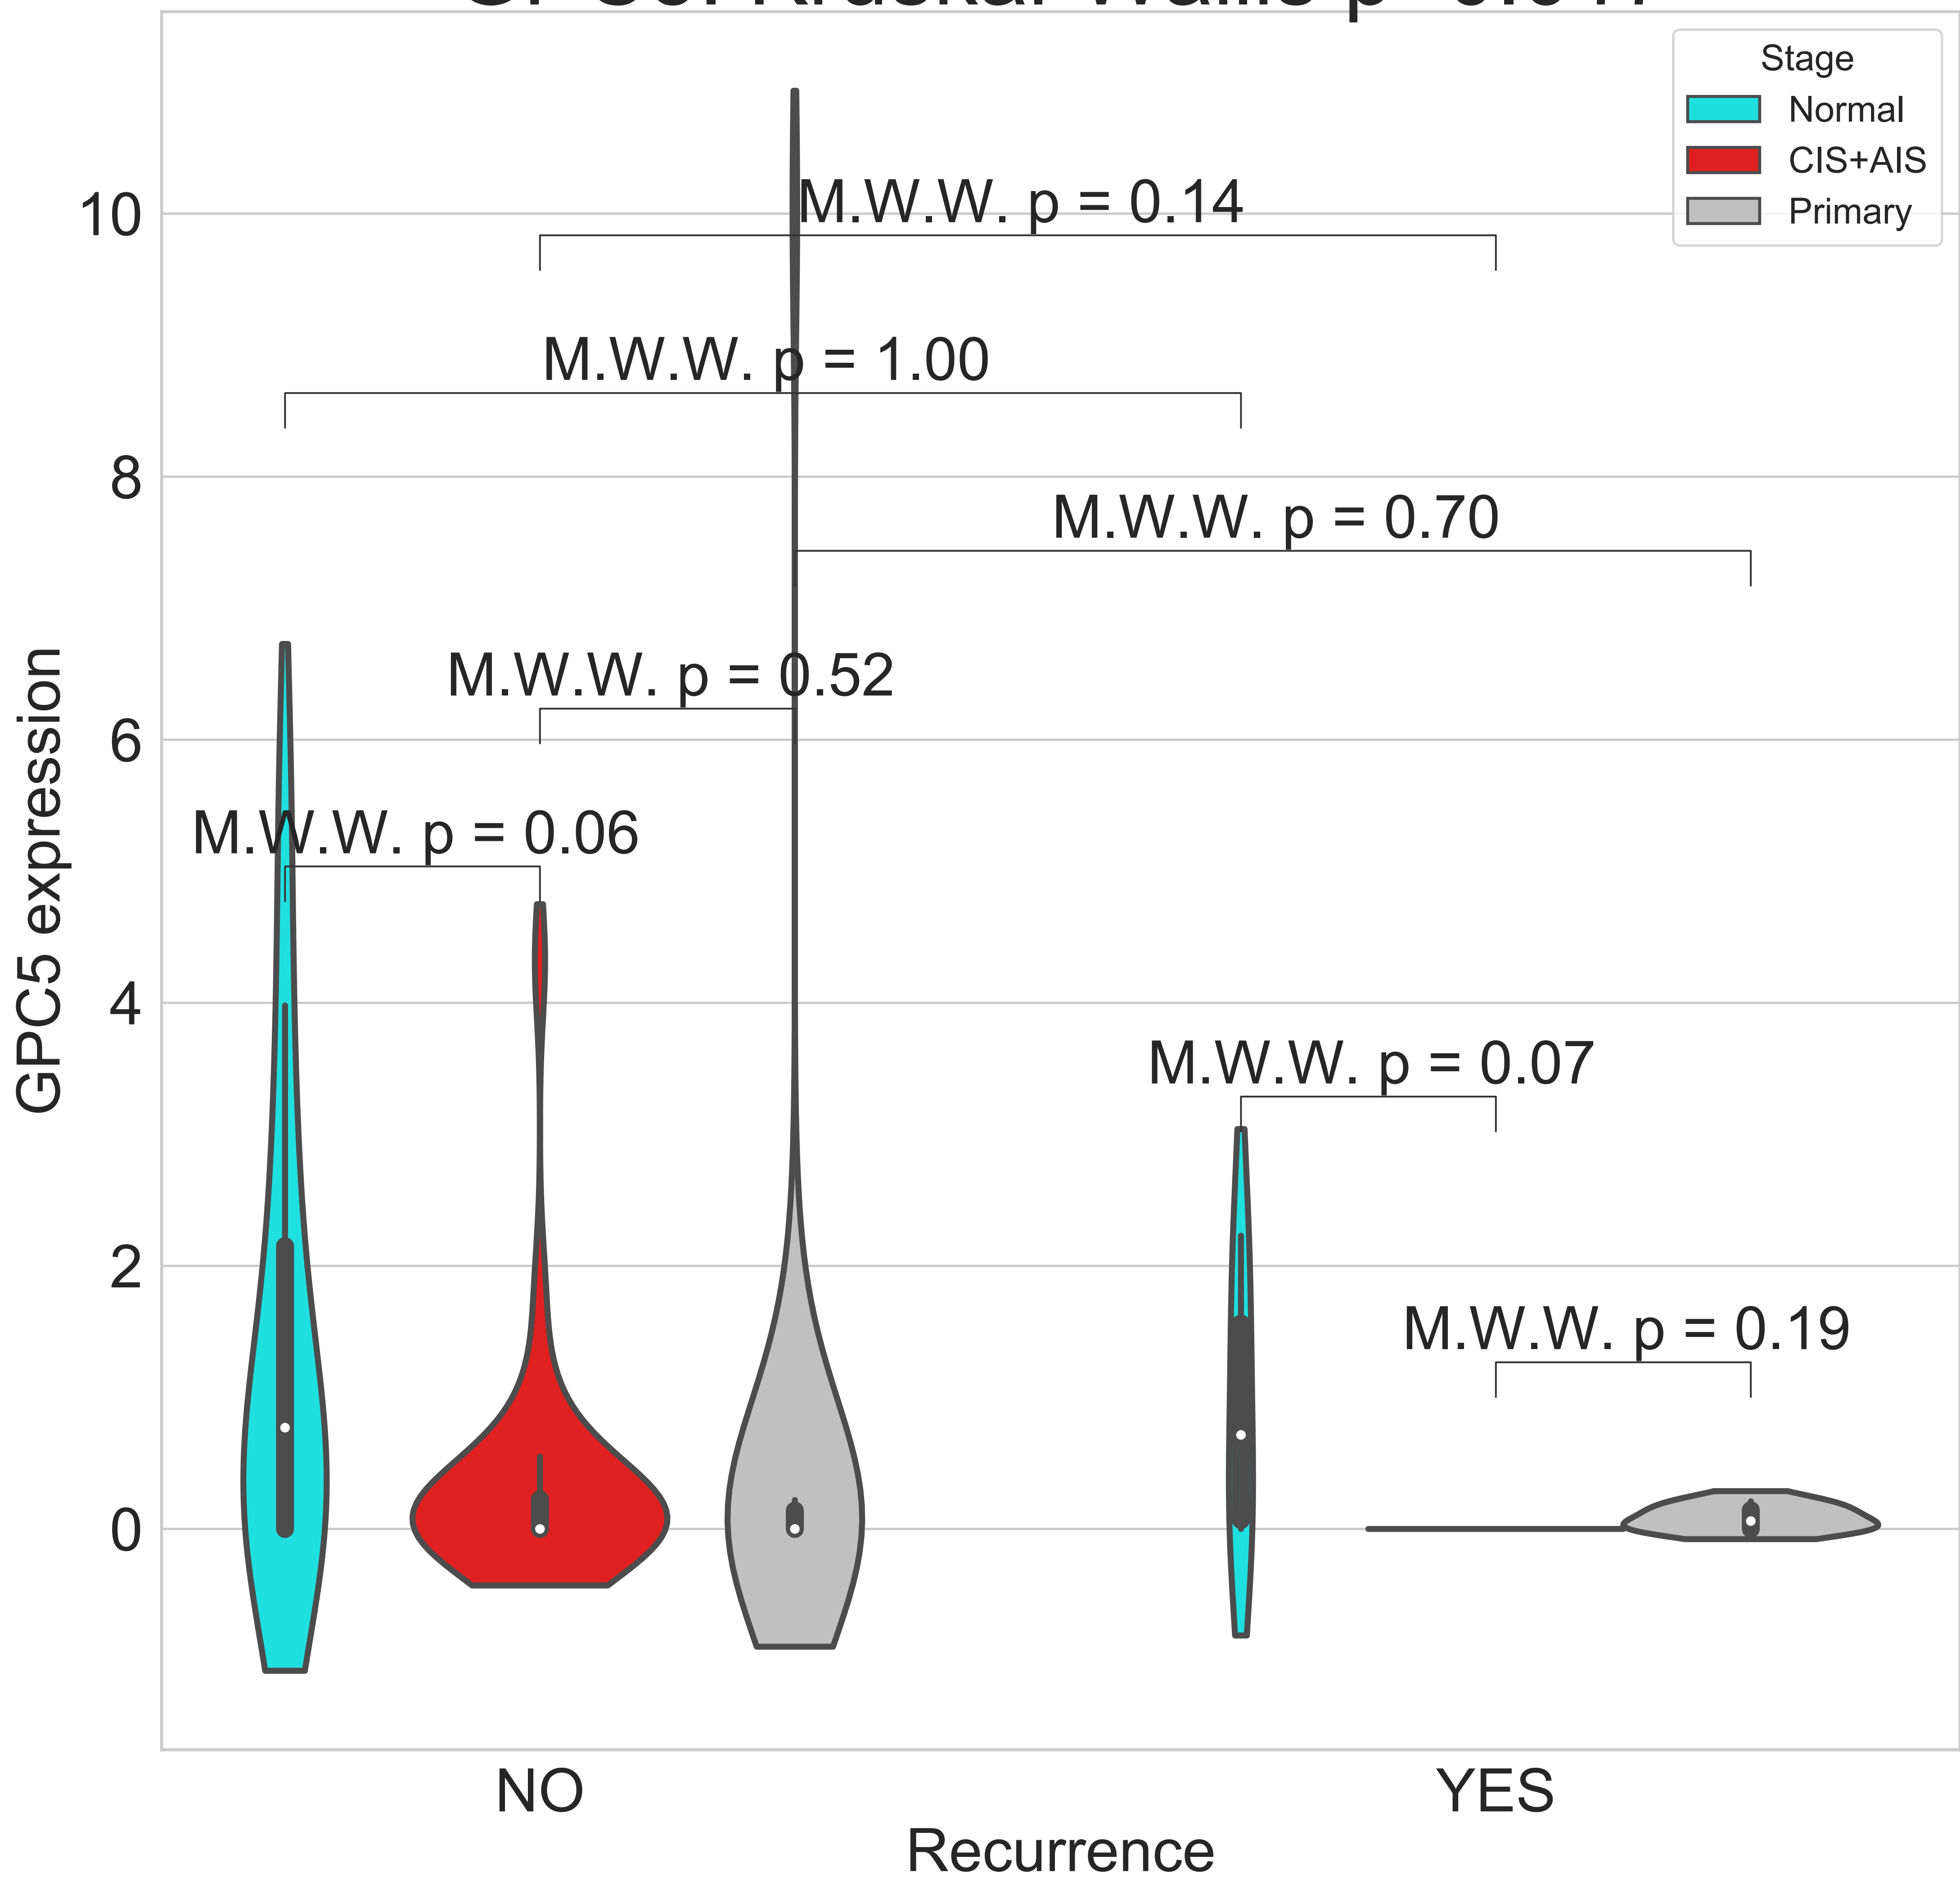 Stage
Normal
CIS+AIS
Primary
10
8
6
4
2
0
GPC5 expression
M.W.W. p = 0.14
M.W.W. p = 1.00
M.W.W. p = 0.70
M.W.W. p = 0.52
M.W.W. p = 0.06
M.W.W. p = 0.07
M.W.W. p = 0.19
NO
YES
Recurrence